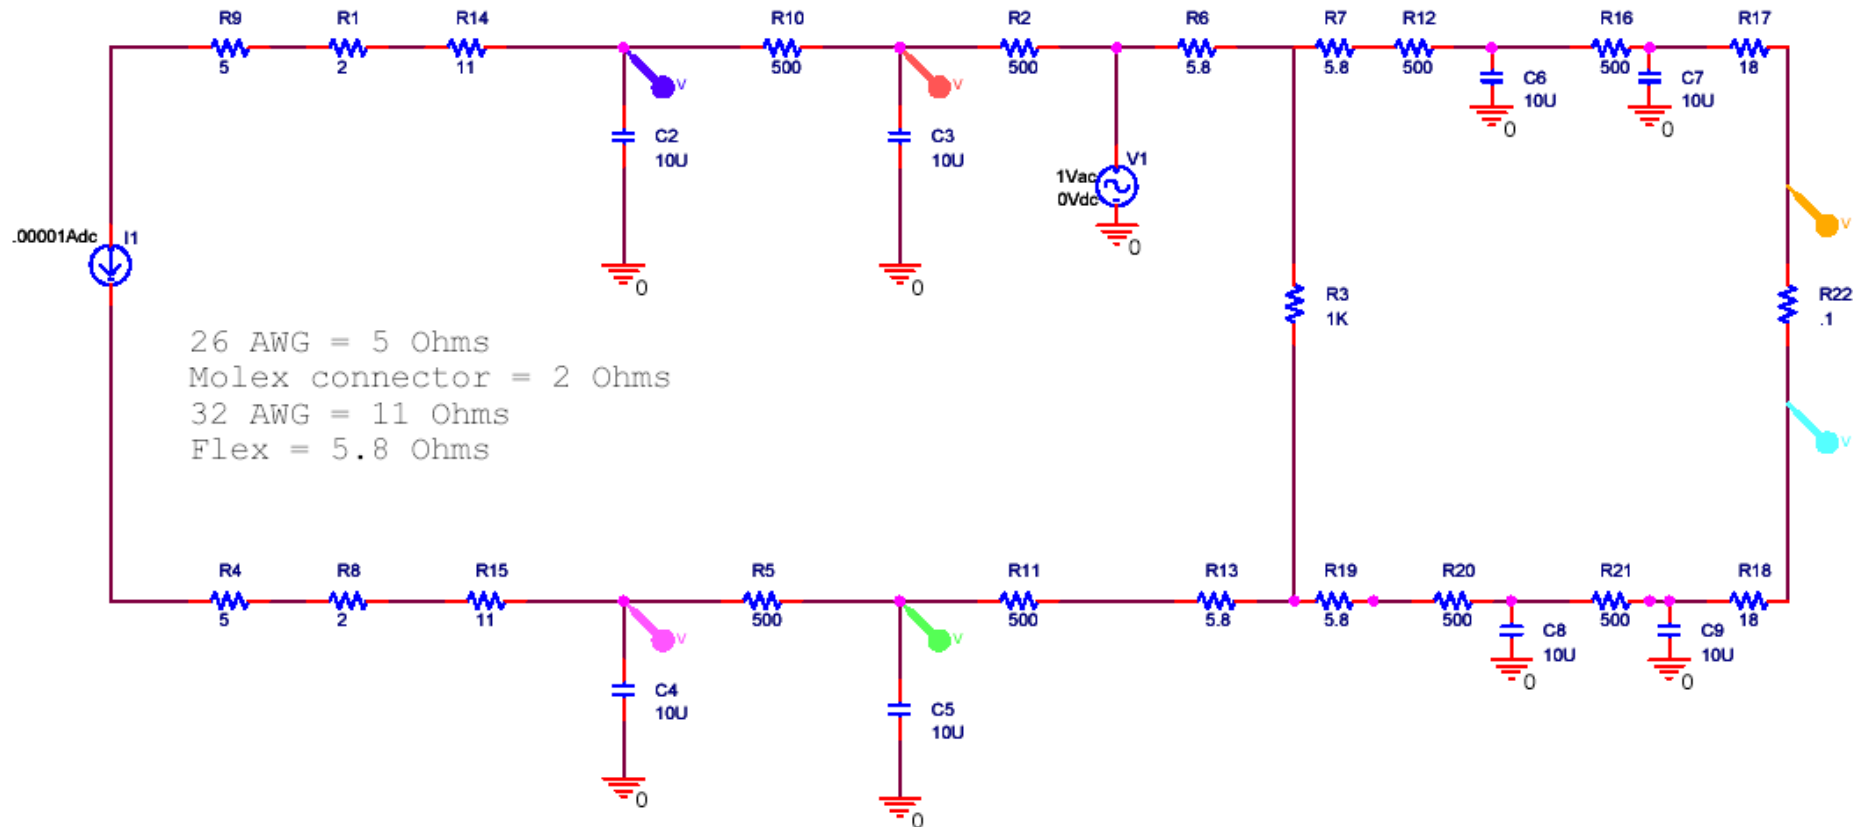 R9 R1 R14 R10 R2 R6 R7 R12 R16 R17
5 2 11 500 500 5.8 5.8 500 500 18
C6
10U
C7
10U
0 0
V V
C2
10U
C3
10U
V1
1Vac
0Vdc
0
0 0
V
.00001Adc I1
R3
1K
R22
.1
26 AWG = 5 Ohms
Molex connector = 2 Ohms
32 AWG = 11 Ohms
Flex = 5.8 Ohms
V
R4 R8 R15 R5 R11 R13 R19 R20 R21 R18
5 2 11 500 500 5.8 5.8 500 500 18
V V
C8
10U
C9
10U
0 0
C4
10U
C5
10U
0
0